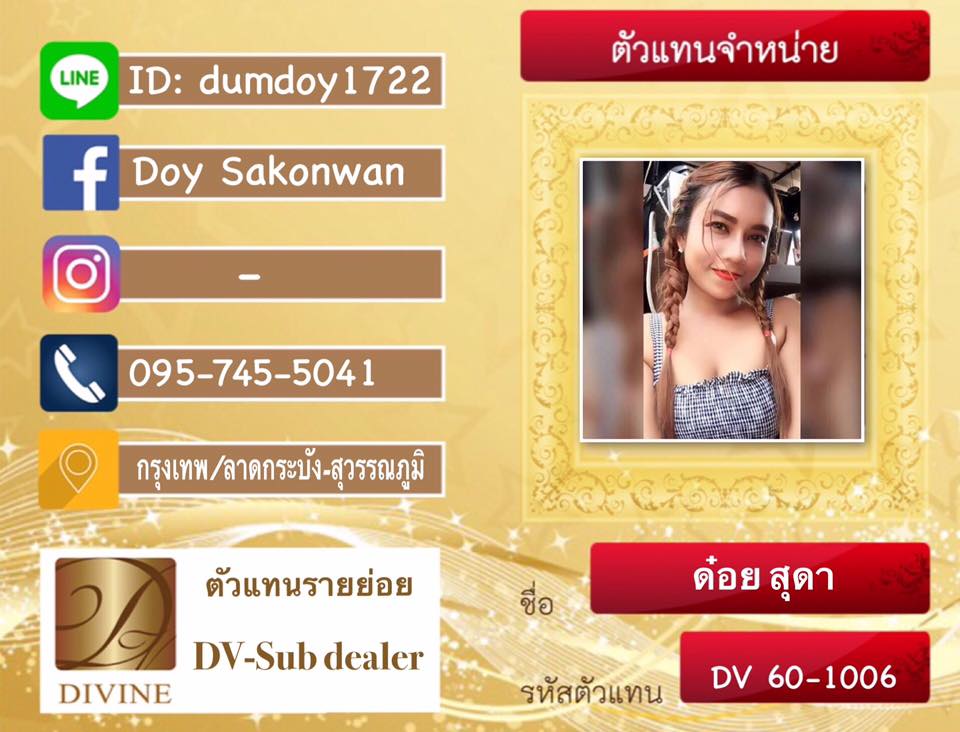 LINE
ID: dumdoy1722
Doy Sakonwan
-
095-745-5041
กรุงเทพ/ลาดกระบัง-สุวรรณภูมิ
D
DIVINE
ตัวแทนรายย่อย
DV-Sub dealer
ตัวแทนจำหน่าย
ชื่อ
ด๋อย สุดา
รหัสตัวแทน
DV 60-1006